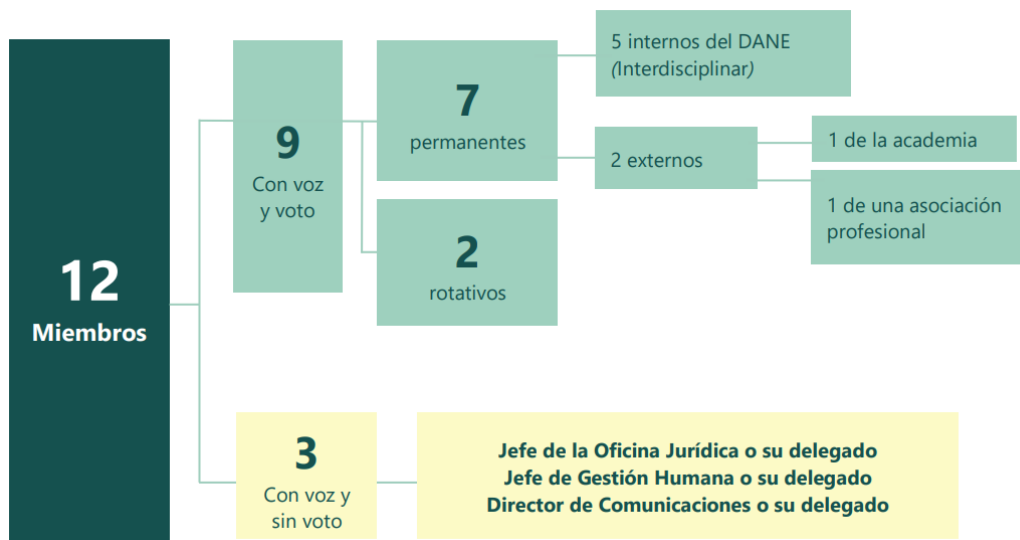 12
Miembros
9
Con voz
y voto
7
permanentes
5 internos del DANE
(Interdisciplinar)
2 externos
1 de la academia
1 de una asociación
profesional
2
rotativos
3
Con voz y
sin voto
Jefe de la Oficina Jurídica o su delegado
Jefe de Gestión Humana o su delegado
Director de Comunicaciones o su delegado